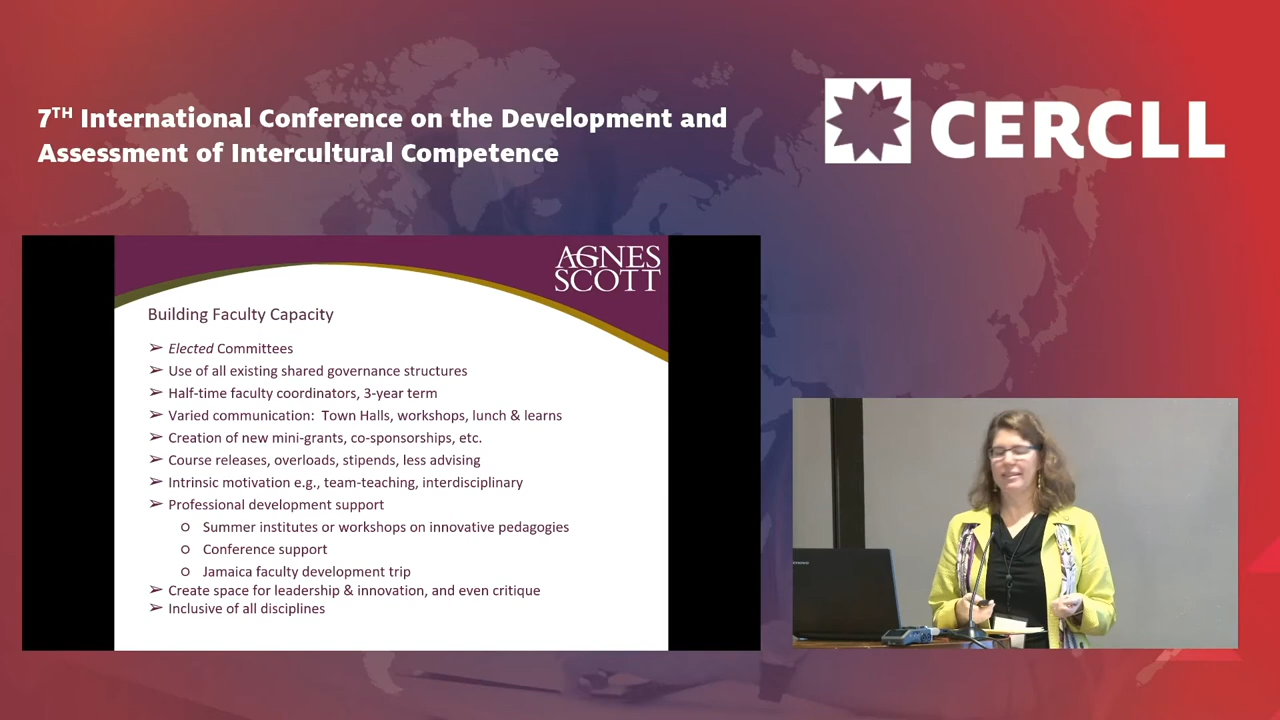 7TH International Conference on the Development and
Assessment of Intercultural Competence
CERCLL
AGNES
SCOTT
Building Faculty Capacity
➢ Elected Committees
➢ Use of all existing shared governance structures
➢ Half-time faculty coordinators, 3-year term
➢ Varied communication: Town Halls, workshops, lunch & learns
➢ Creation of new mini-grants, co-sponsorships, etc.
➢ Course releases, overloads, stipends, less advising
➢ Intrinsic motivation e.g., team-teaching, interdisciplinary
➢ Professional development support
o Summer institutes or workshops on innovative pedagogies
o Conference support
o Jamaica faculty development trip
➢ Create space for leadership & innovation, and even critique
➢ Inclusive of all disciplines
lenovo